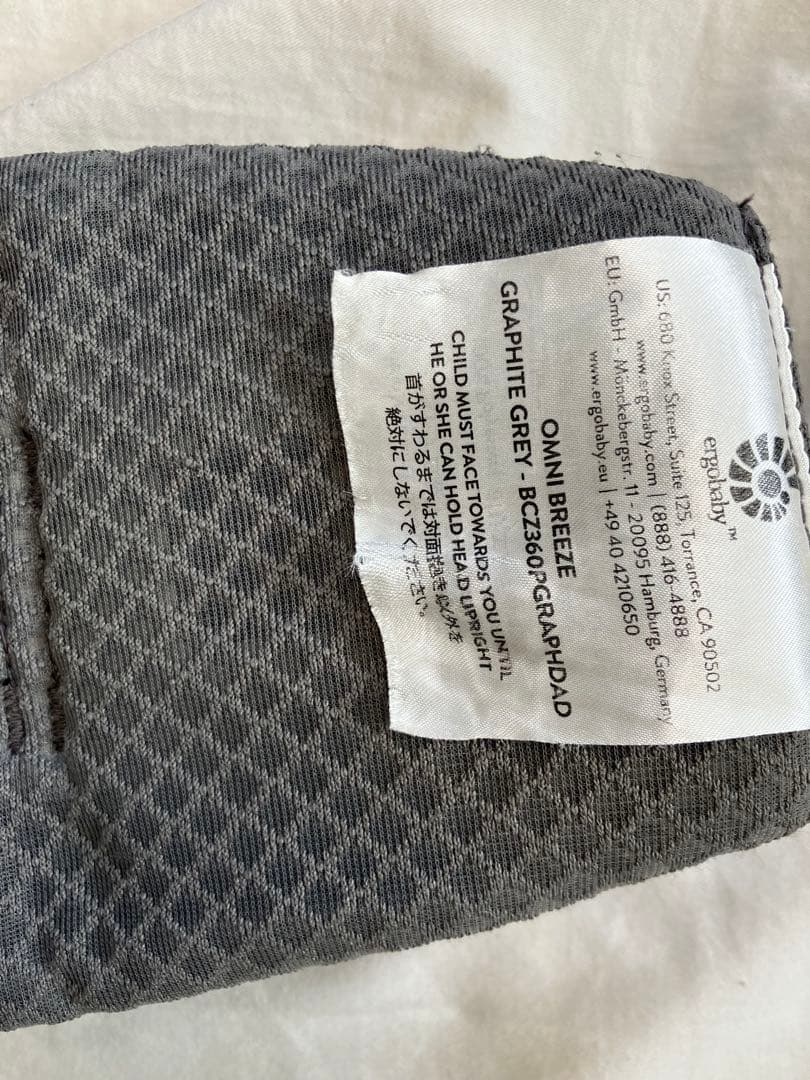 ergobaby™
US: 680 Knox Street, Suite 125, Torrance, CA 90502
www.ergobaby.com | (888) 416-4888
EU: GmbH - Mönckebergstr. 11 - 20095 Hamburg, Germany
www.ergobaby.eu | +49 40 4210650
OMNI BREEZE
GRAPHITE GREY - BCZ360PGRAPHDAD
CHILD MUST FACE TOWARDS YOU UNTIL
HE OR SHE CAN HOLD HEAD UPRIGHT
首がすわるまでは対面抱き以外を
絶対にしないでください。